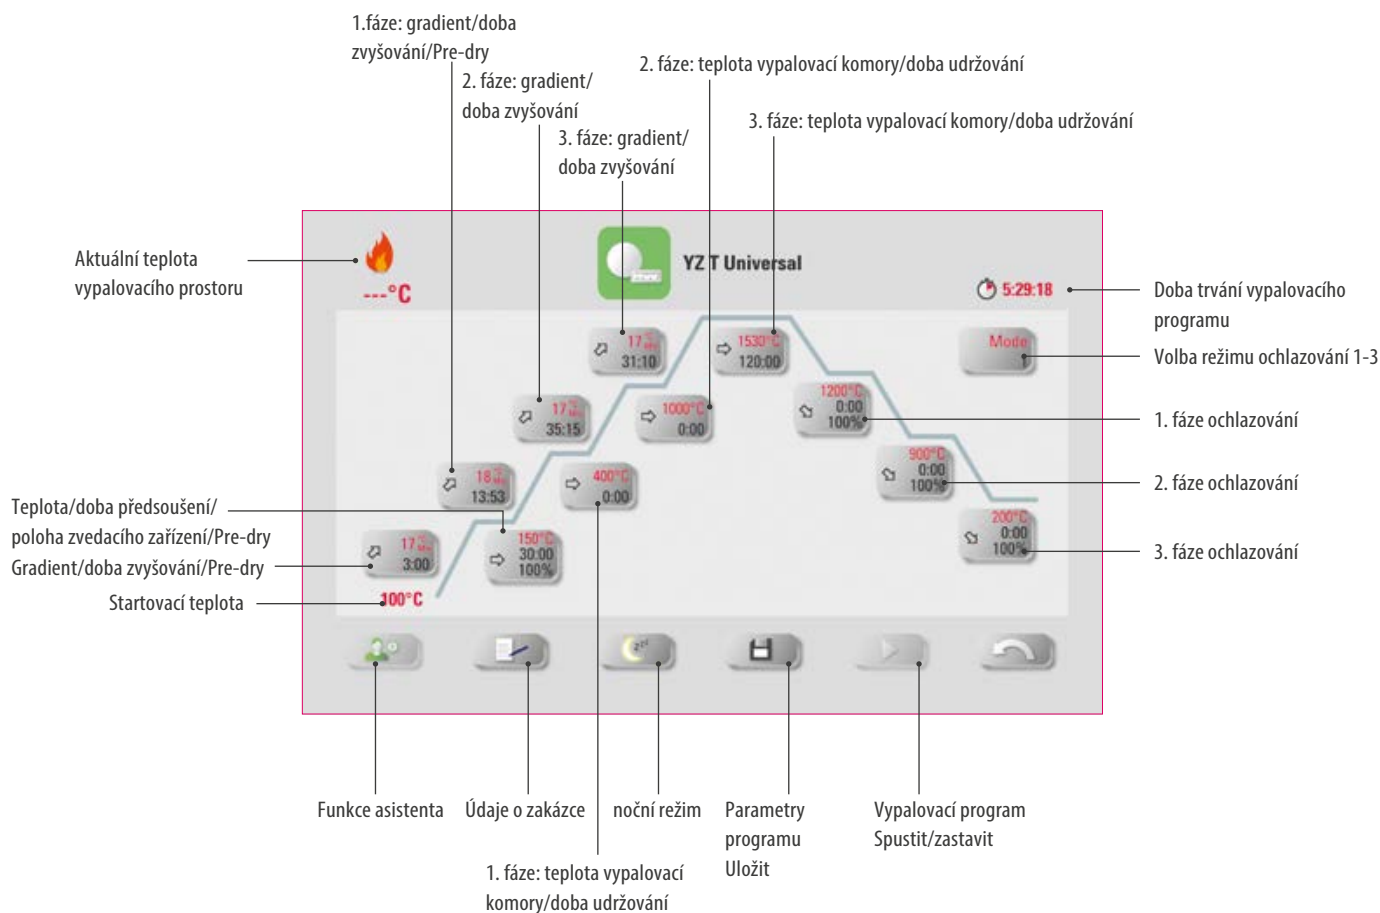 1.fáze: gradient/doba
zvyšování/Pre-dry
2. fáze: gradient/
doba zvyšování
3. fáze: gradient/
doba zvyšování
2. fáze: teplota vypalovací komory/doba udržování
3. fáze: teplota vypalovací komory/doba udržování
Aktuální teplota
vypalovacího prostoru
---°C
YZ T Universal
5:29:18
Doba trvání vypalovacího
programu
Mode
1
Volba režimu ochlazování 1-3
17
31:10
1530°C
120:00
17
35:15
1000°C
0:00
1200°C
0:00
100%
1. fáze ochlazování
18
13:53
400°C
0:00
900°C
0:00
100%
2. fáze ochlazování
Teplota/doba předsoušení/
poloha zvedacího zařízení/Pre-dry
Gradient/doba zvyšování/Pre-dry
17
3:00
150°C
30:00
100%
200°C
0:00
100%
3. fáze ochlazování
Startovací teplota
100°C
zzz
Funkce asistenta
Údaje o zakázce
noční režim
Parametry
programu
Uložit
Vypalovací program
Spustit/zastavit
1. fáze: teplota vypalovací
komory/doba udržování